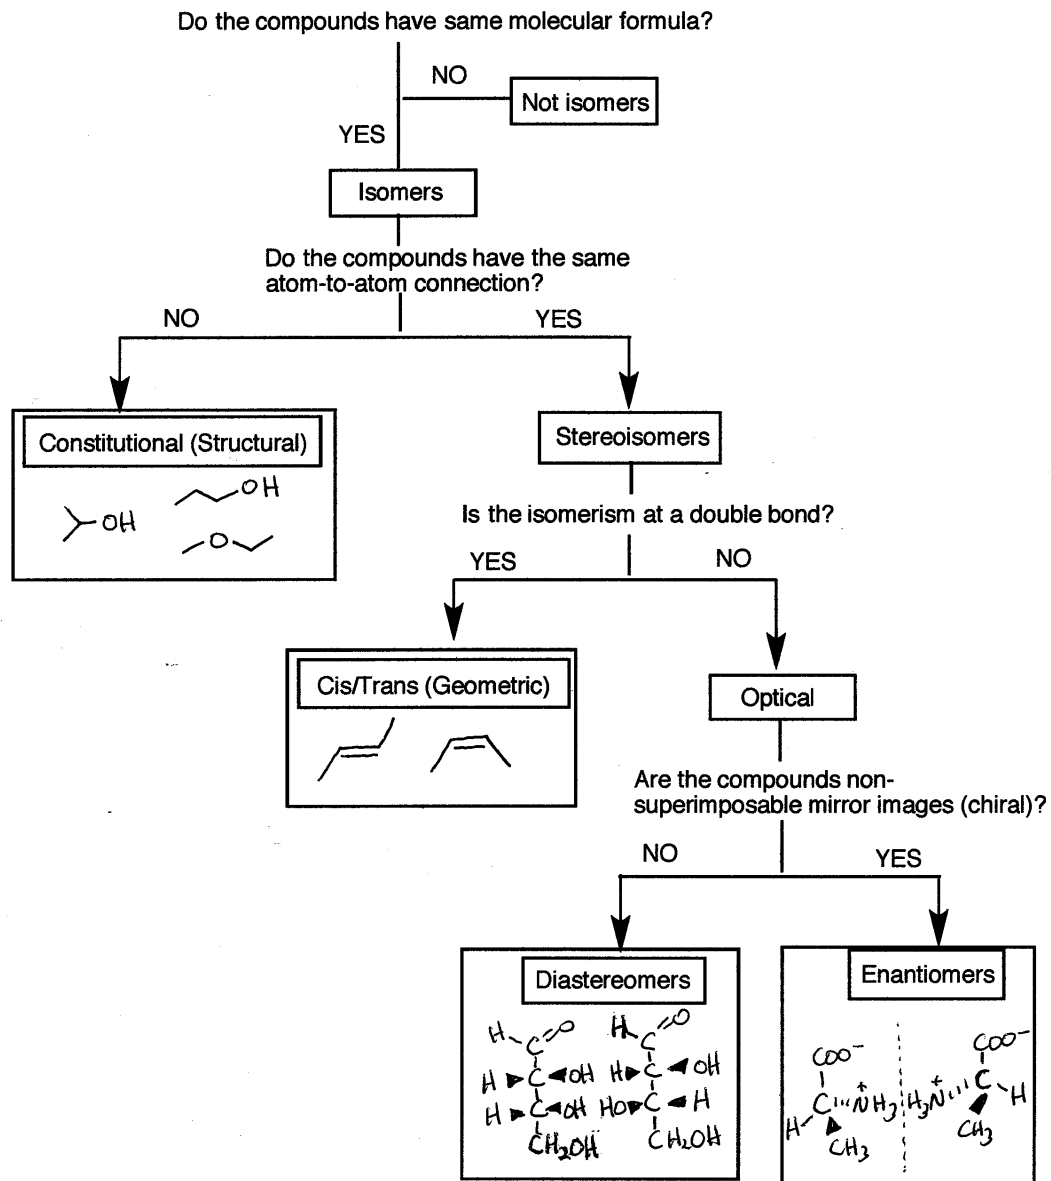 Do the compounds have same molecular formula?
NO
Not isomers
YES
Isomers
Do the compounds have the same
atom-to-atom connection?
NO
YES
Constitutional (Structural)
OH
OH
O
Stereoisomers
Is the isomerism at a double bond?
YES
NO
Cis/Trans (Geometric)
Optical
Are the compounds non-
superimposable mirror images (chiral)?
NO
YES
Diastereomers
H C O
H C OH
H C OH
CH₂OH
H C O
H C OH
HO C H
CH₂OH
Enantiomers
COO⁻
H C N⁺H₃
CH₃
COO⁻
H₃N⁺ C H
CH₃